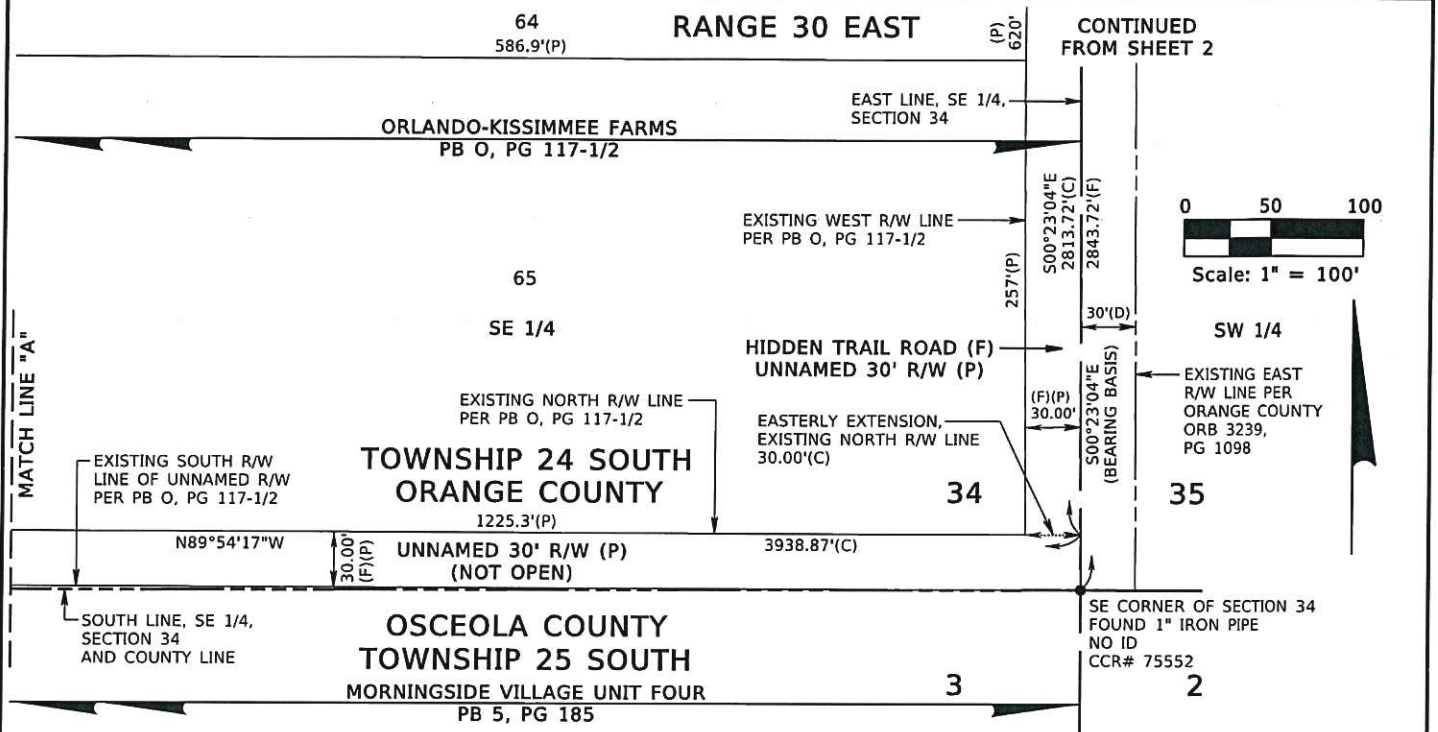 64
586.9'(P)
RANGE 30 EAST
(P)
620'
CONTINUED
FROM SHEET 2
EAST LINE, SE 1/4,
SECTION 34
ORLANDO-KISSIMMEE FARMS
PB O, PG 117-1/2
S00°23'04"E
2813.72'(C)
2843.72'(F)
0 50 100
Scale: 1" = 100'
EXISTING WEST R/W LINE
PER PB O, PG 117-1/2
257'(P)
65
SE 1/4
30'(D)
SW 1/4
MATCH LINE "A"
HIDDEN TRAIL ROAD (F)
UNNAMED 30' R/W (P)
S00°23'04"E
(BEARING BASIS)
EXISTING EAST
R/W LINE PER
ORANGE COUNTY
ORB 3239,
PG 1098
EXISTING NORTH R/W LINE
PER PB O, PG 117-1/2
(F)(P)
30.00'
EASTERLY EXTENSION,
EXISTING NORTH R/W LINE
30.00'(C)
EXISTING SOUTH R/W
LINE OF UNNAMED R/W
PER PB O, PG 117-1/2
TOWNSHIP 24 SOUTH
ORANGE COUNTY
34
35
1225.3'(P)
N89°54'17"W
30.00'
(F)(P)
UNNAMED 30' R/W (P)
(NOT OPEN)
3938.87'(C)
SOUTH LINE, SE 1/4,
SECTION 34
AND COUNTY LINE
OSCEOLA COUNTY
TOWNSHIP 25 SOUTH
SE CORNER OF SECTION 34
FOUND 1" IRON PIPE
NO ID
CCR# 75552
3
2
MORNINGSIDE VILLAGE UNIT FOUR
PB 5, PG 185